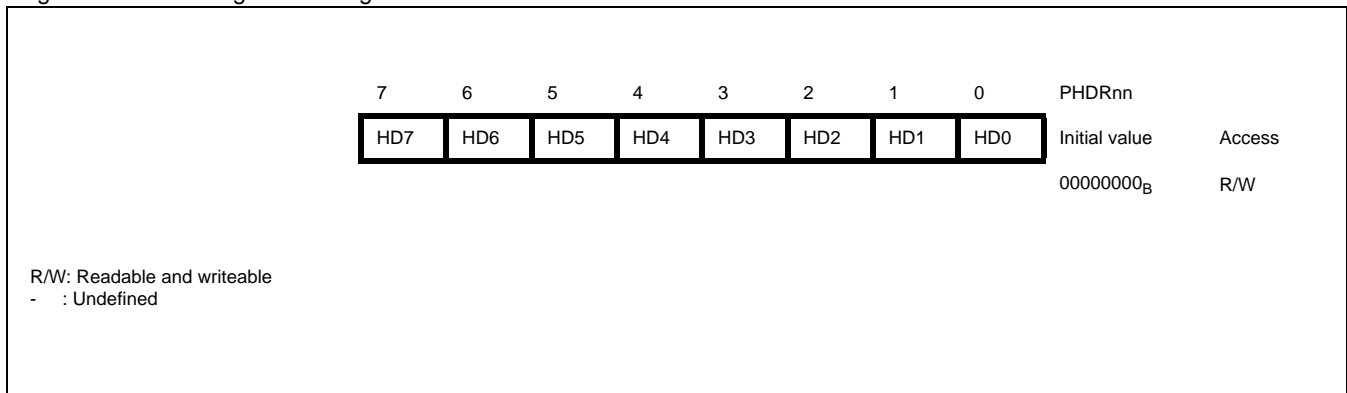 7 6 5 4 3 2 1 0 PHDRnn
HD7 HD6 HD5 HD4 HD3 HD2 HD1 HD0 Initial value Access
00000000B R/W
R/W: Readable and writeable
- : Undefined